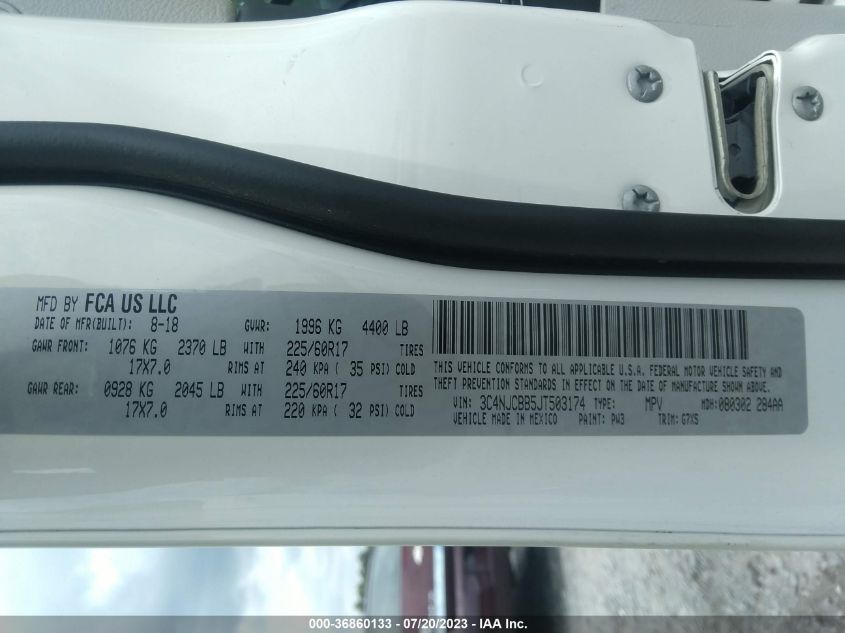 MFD BY FCA US LLC
DATE OF MFR(BUILT): 8-18 GVWR: 1996 KG 4400 LB
GAWR FRONT: 1076 KG 2370 LB WITH 225/60R17 TIRES
17X7.0 RIMS AT 240 KPA ( 35 PSI) COLD
GAWR REAR: 0928 KG 2045 LB WITH 225/60R17 TIRES
17X7.0 RIMS AT 220 KPA ( 32 PSI) COLD
THIS VEHICLE CONFORMS TO ALL APPLICABLE U.S.A. FEDERAL MOTOR VEHICLE SAFETY AND
THEFT PREVENTION STANDARDS IN EFFECT ON THE DATE OF MANUFACTURE SHOWN ABOVE.
VIN: 3C4NJCBB5JT503174 TYPE: MPV MDH: 080302 284AA
VEHICLE MADE IN MEXICO PAINT: PW3 TRIM: G7X5
000-36860133 - 07/20/2023 - IAA Inc.